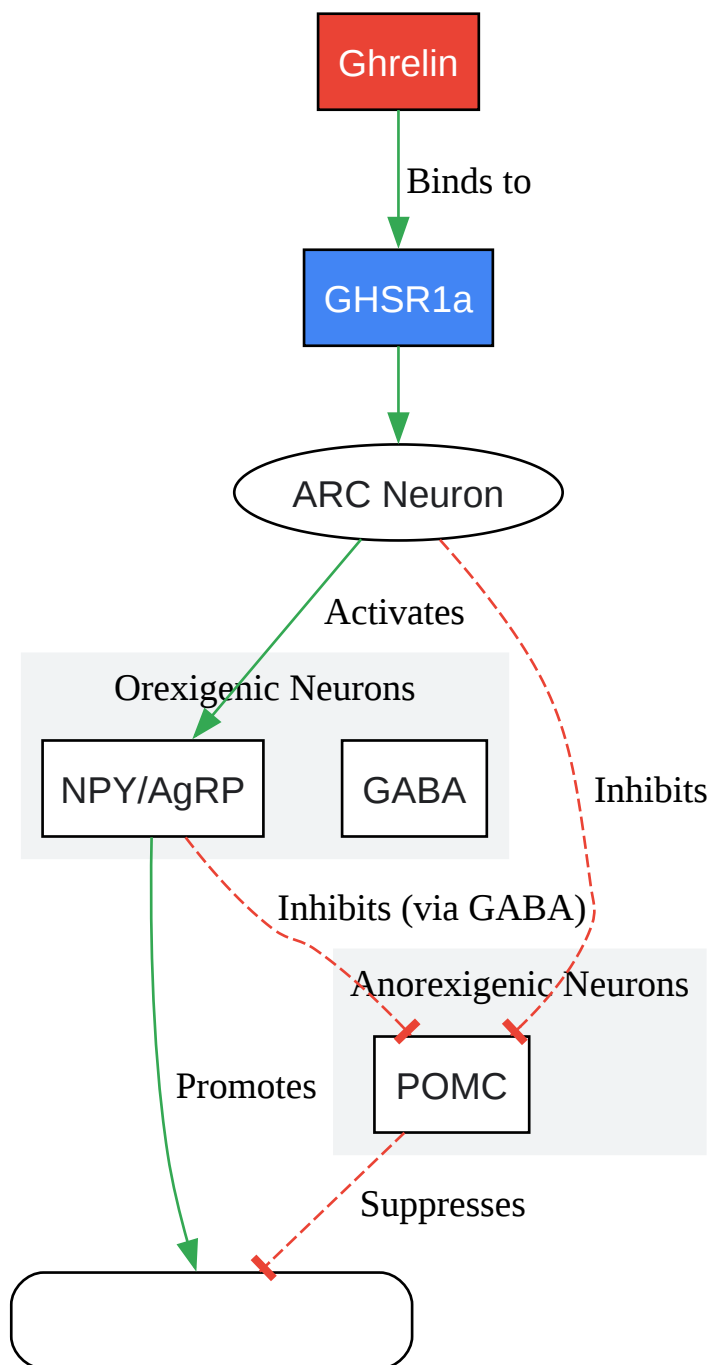 Ghrelin
Binds to
GHSR1a
ARC Neuron
Activates
Orexigenic Neurons
NPY/AgRP
GABA
Inhibits
Inhibits (via GABA)
Anorexigenic Neurons
POMC
Promotes
Suppresses